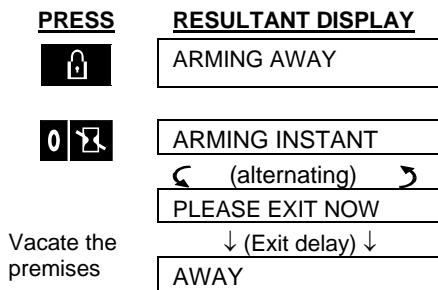 PRESS RESULTANT DISPLAY
ARMING AWAY
0 ARMING INSTANT
(alternating)
PLEASE EXIT NOW
Vacate the premises
↓ (Exit delay) ↓
AWAY